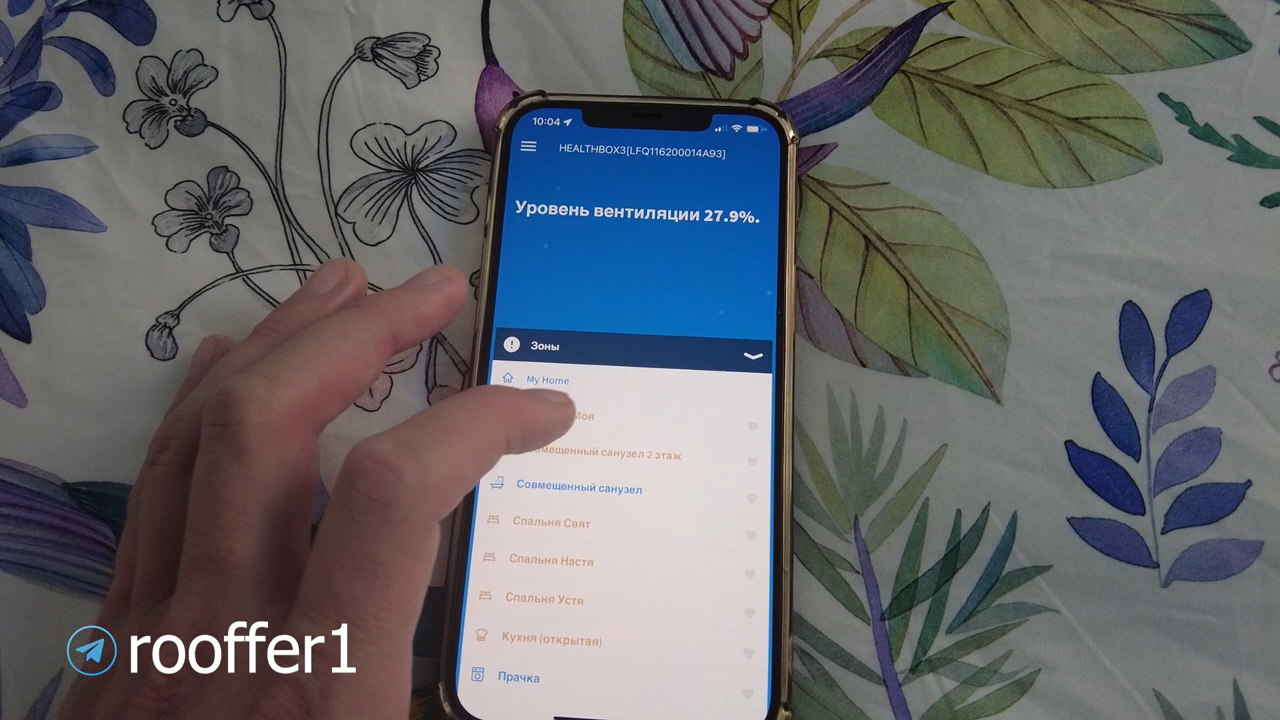 10:04
HEALTHBOX3[LFQ116200014A93]
Уровень вентиляции 27.9%.
Зоны
My Home
Моя
санузел 2 этаж
Совмещенный санузел
Спальня Свят
Спальня Настя
Спальня Устя
Кухня (открытая)
Прачка
rooffer1